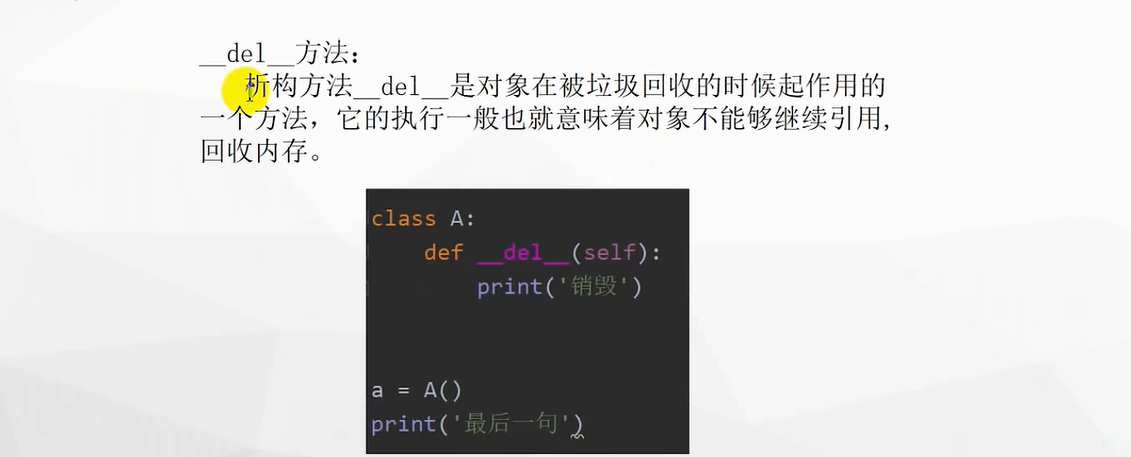 __del__方法：
析构方法__del__是对象在被垃圾回收的时候起作用的
一个方法，它的执行一般也就意味着对象不能够继续引用，
回收内存。
class A:
    def __del__(self):
        print('销毁')
a = A()
print('最后一句')